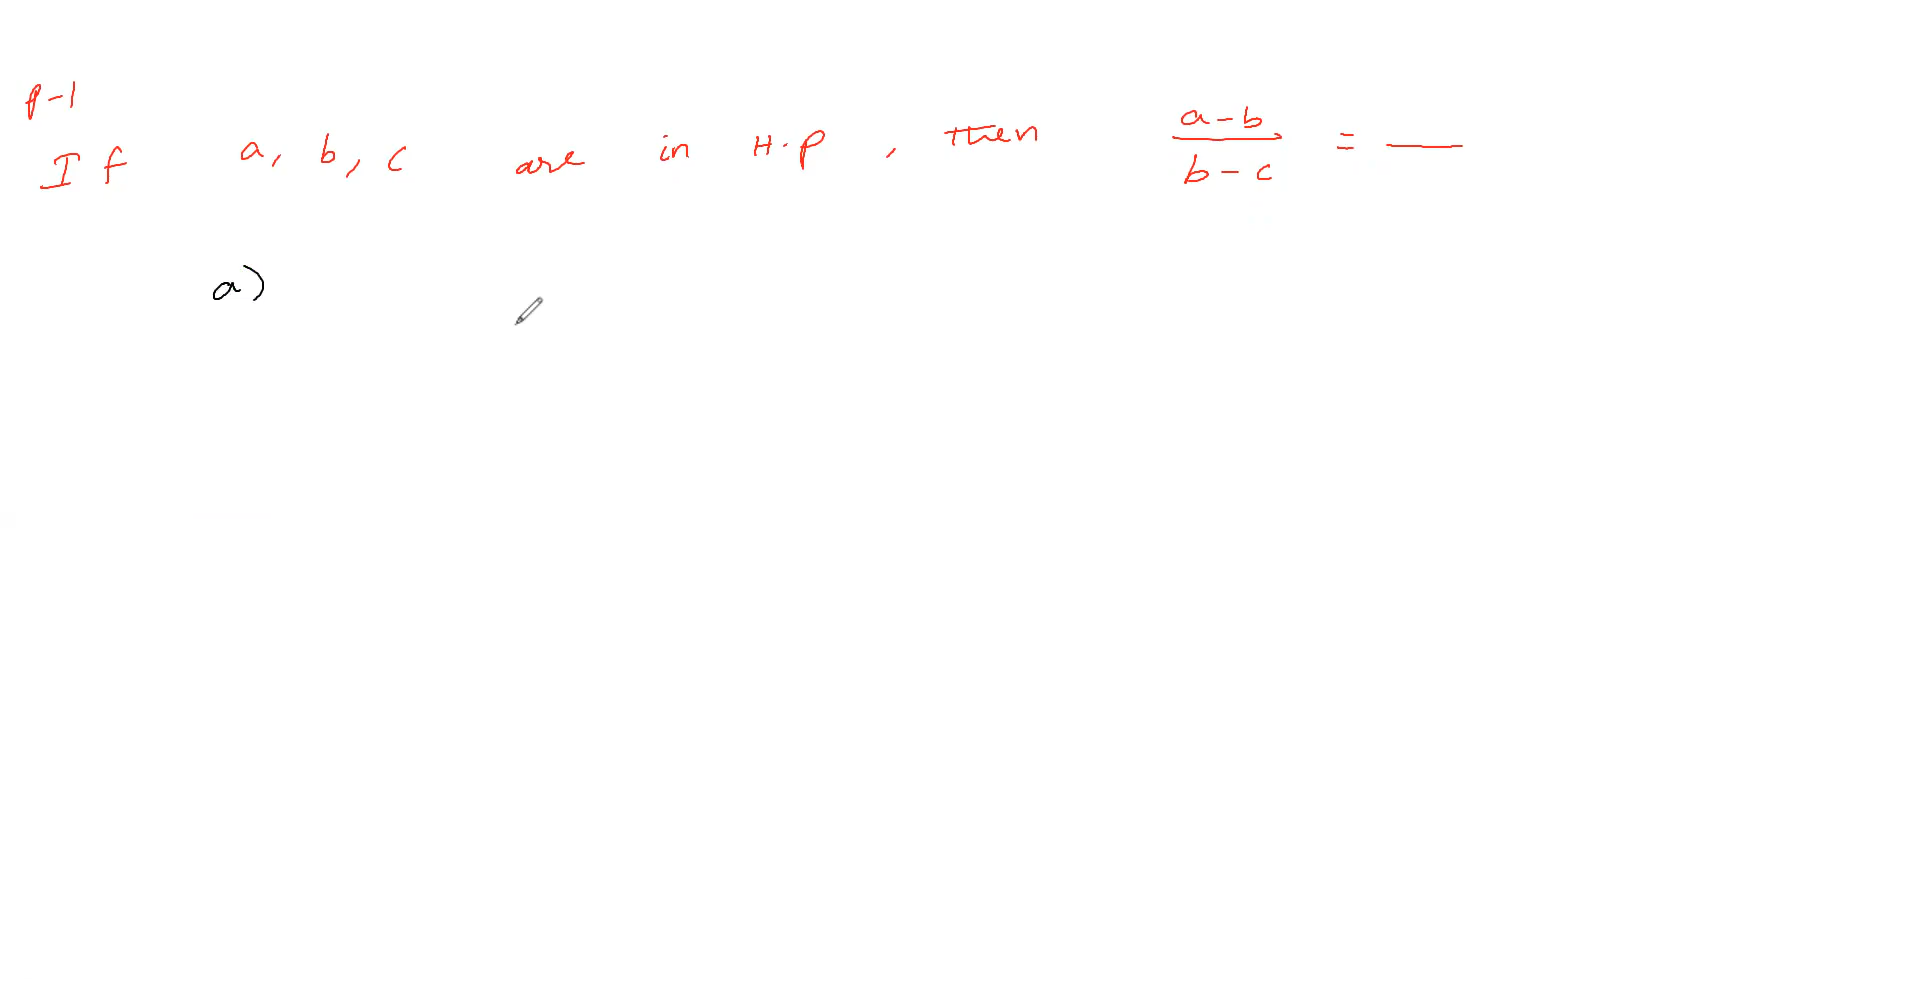 P-1
If a, b, c are in H.P, then a-b/b-c = ___
a)